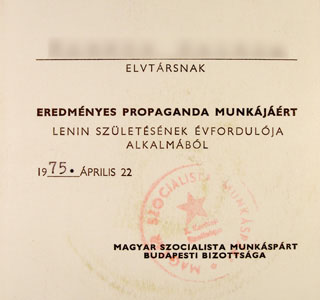 ELVTÁRSNAK
EREDMÉNYES PROPAGANDA MUNKÁJÁÉRT
LENIN SZÜLETÉSÉNEK ÉVFORDULÓJA
ALKALMÁBÓL
1975. ÁPRILIS 22
MAGYAR SZOCIALISTA MUNKÁSPÁRT
BUDAPESTI BIZOTTSÁGA